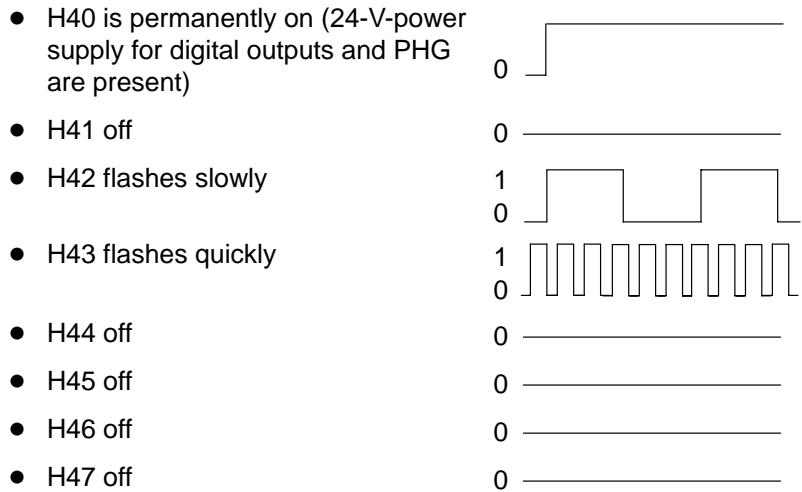 ● H40 is permanently on (24-V-power
supply for digital outputs and PHG
are present)
0
● H41 off 0
● H42 flashes slowly 1
0
● H43 flashes quickly 1
0
● H44 off 0
● H45 off 0
● H46 off 0
● H47 off 0